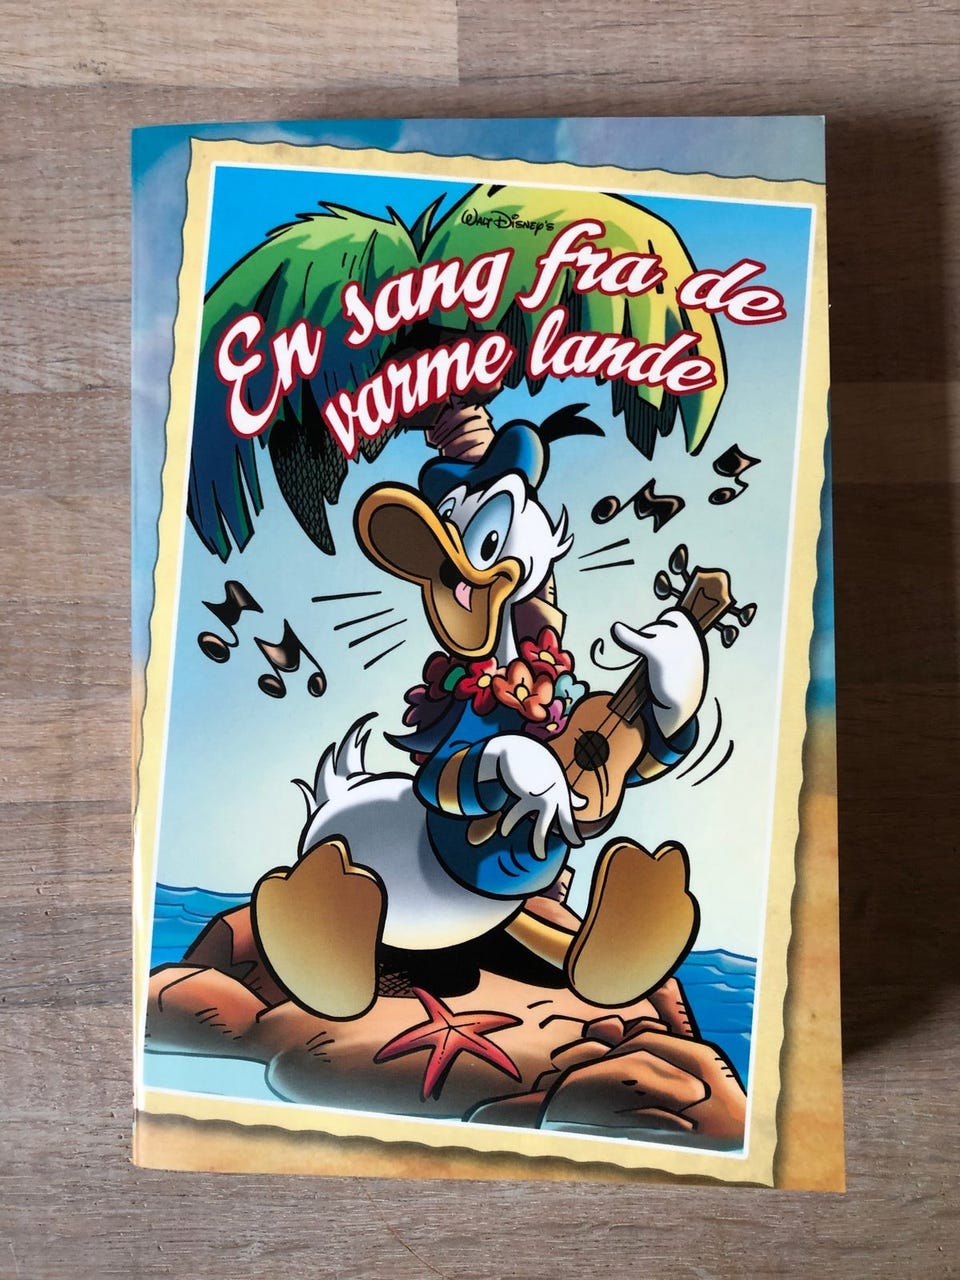 Walt Disney's
En sang fra de
varme lande